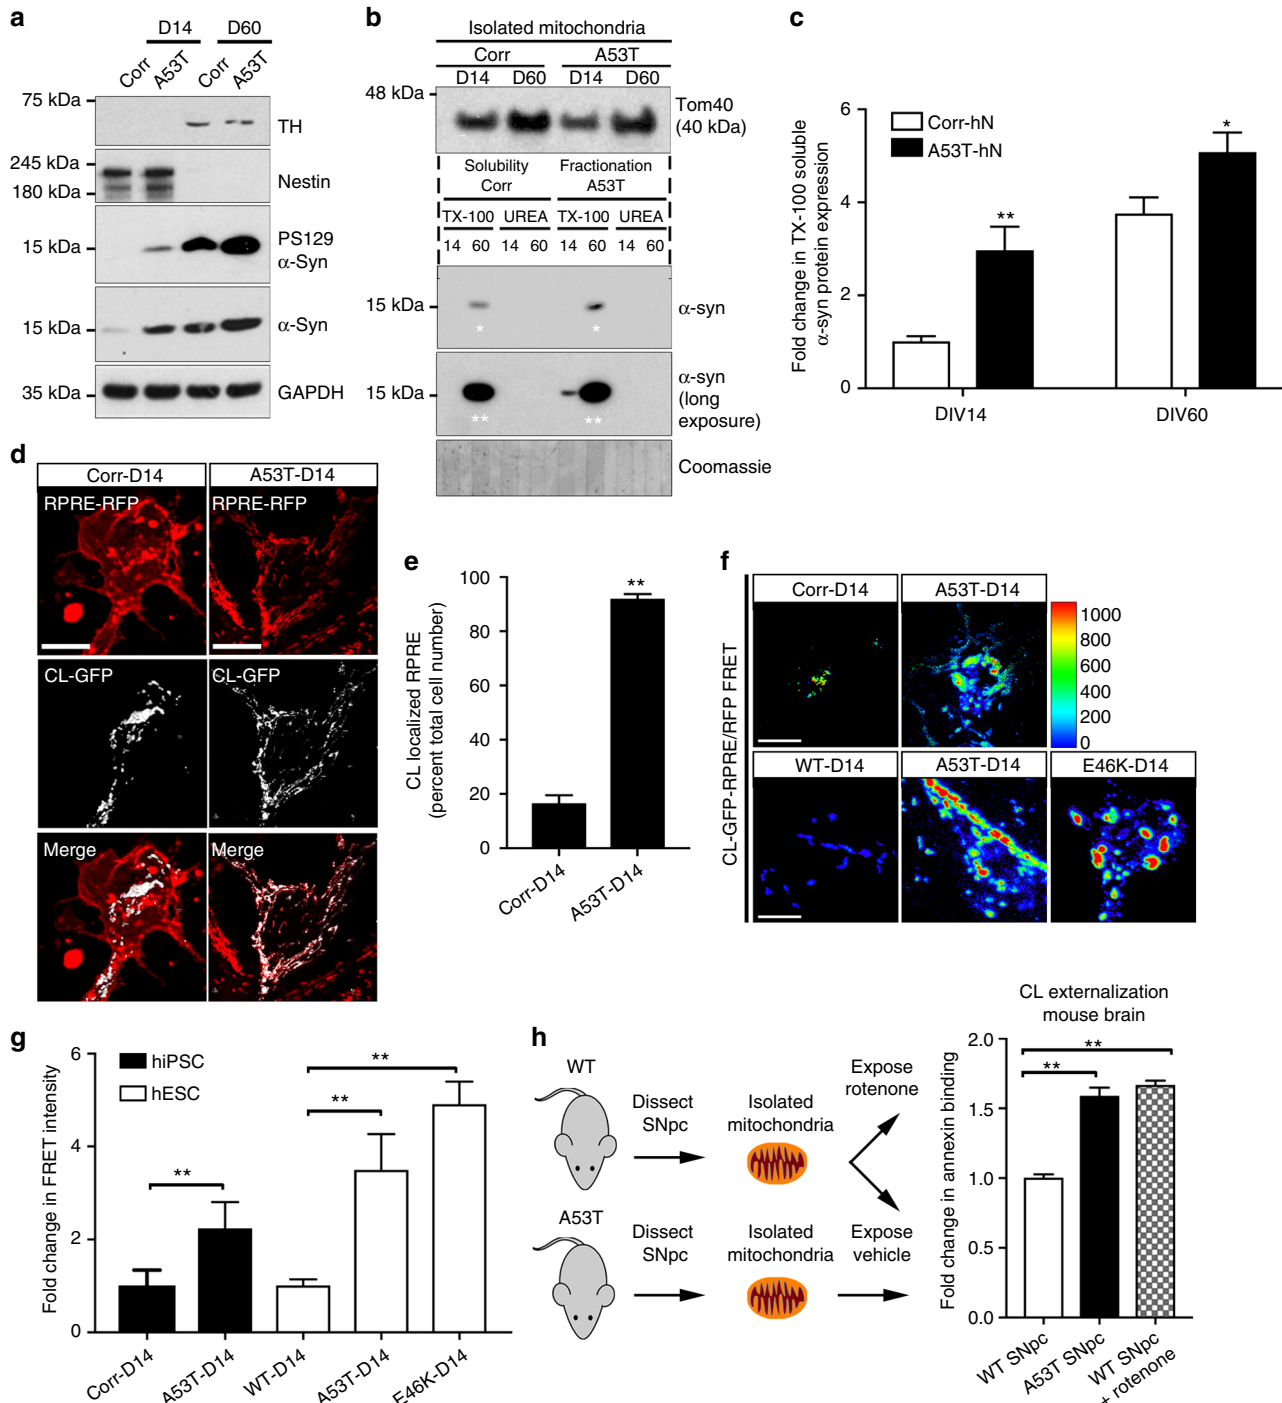 a
D14 D60
Corr A53T Corr A53T
75 kDa
TH
245 kDa
180 kDa
Nestin
15 kDa
PS129
α-Syn
15 kDa
α-Syn
35 kDa
GAPDH
b
Isolated mitochondria
Corr A53T
D14 D60 D14 D60
48 kDa
Tom40
(40 kDa)
Solubility Fractionation
Corr A53T
TX-100 UREA TX-100 UREA
14 60 14 60 14 60 14 60
15 kDa
α-syn
* *
15 kDa
α-syn
(long
exposure)
** **
Coomassie
c
Fold change in TX-100 soluble
α-syn protein expression
6
4
2
0
Corr-hN
A53T-hN
**
*
DIV14 DIV60
d
Corr-D14 A53T-D14
RPRE-RFP RPRE-RFP
CL-GFP CL-GFP
Merge Merge
e
CL localized RPRE
(percent total cell number)
100
80
60
40
20
0
**
Corr-D14 A53T-D14
f
CL-GFP-RPRE/RFP FRET
Corr-D14 A53T-D14
1000
800
600
400
200
0
WT-D14 A53T-D14 E46K-D14
g
Fold change in FRET intensity
6
4
2
0
hiPSC
hESC
**
**
**
Corr-D14 A53T-D14 WT-D14 A53T-D14 E46K-D14
h
WT
Dissect
SNpc
Isolated
mitochondria
Expose
rotenone
A53T
Dissect
SNpc
Isolated
mitochondria
Expose
vehicle
CL externalization
mouse brain
Fold change in annexin binding
2.0
1.5
1.0
0.5
0.0
**
**
WT SNpc A53T SNpc WT SNpc
+ rotenone